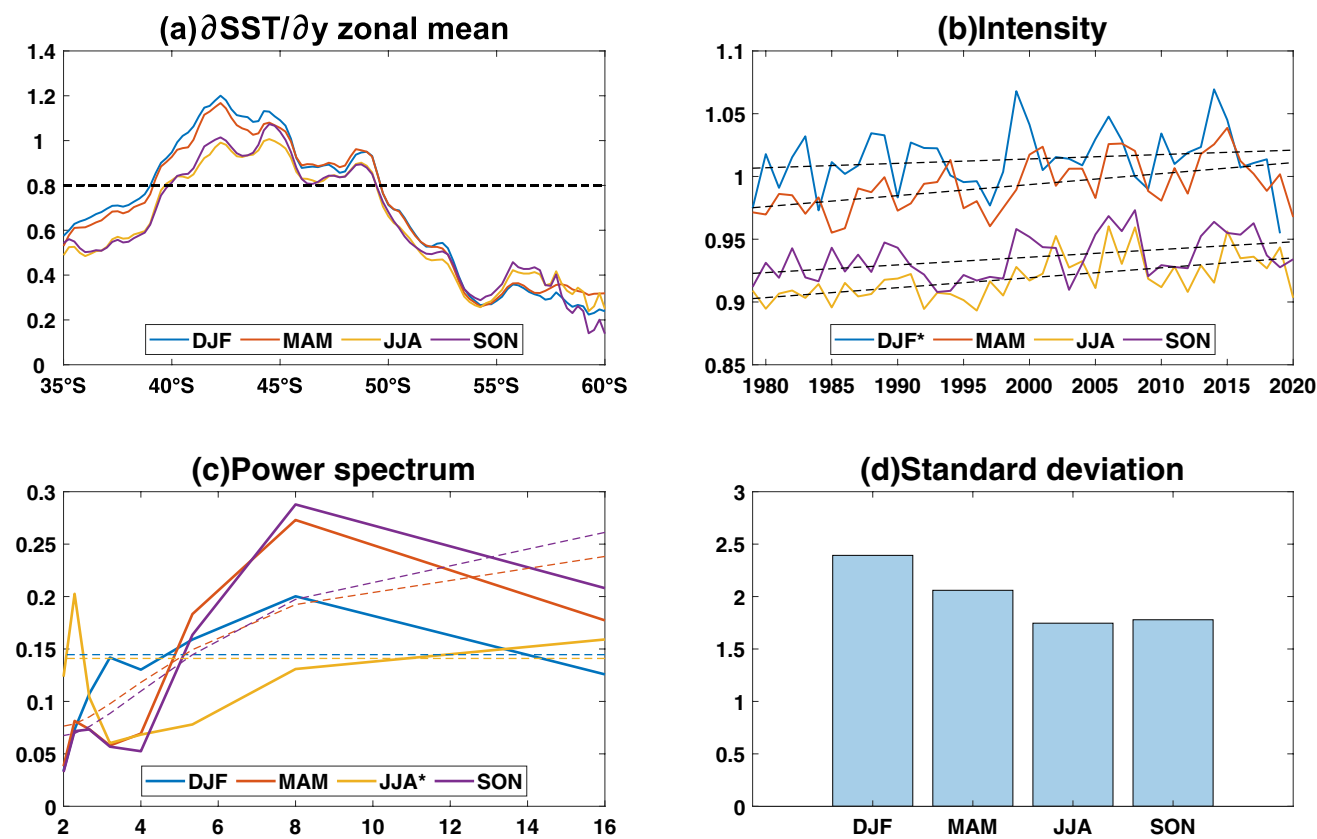 (a)∂SST/∂y zonal mean
1.4
1.2
1
0.8
0.6
0.4
0.2
0
DJF MAM JJA SON
35°S 40°S 45°S 50°S 55°S 60°S
(b)Intensity
1.1
1.05
1
0.95
0.9
0.85
DJF* MAM JJA SON
1980 1985 1990 1995 2000 2005 2010 2015 2020
(c)Power spectrum
0.3
0.25
0.2
0.15
0.1
0.05
0
DJF MAM JJA* SON
2 4 6 8 10 12 14 16
(d)Standard deviation
3
2.5
2
1.5
1
0.5
0
DJF MAM JJA SON